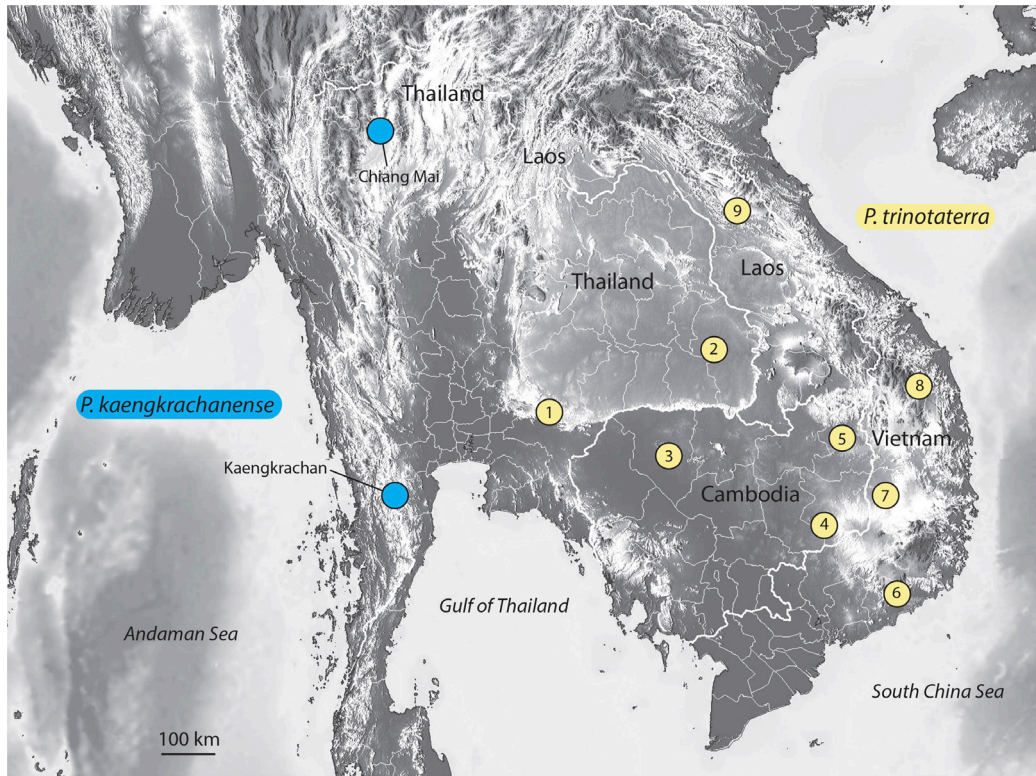 Thailand
Chiang Mai
Laos
9
P. trinotaterra
Laos
Thailand
2
8
P. kaengkrachanense
1
5
Vietnam
3
Kaengkrachan
Cambodia
7
4
6
Gulf of Thailand
Andaman Sea
South China Sea
100 km